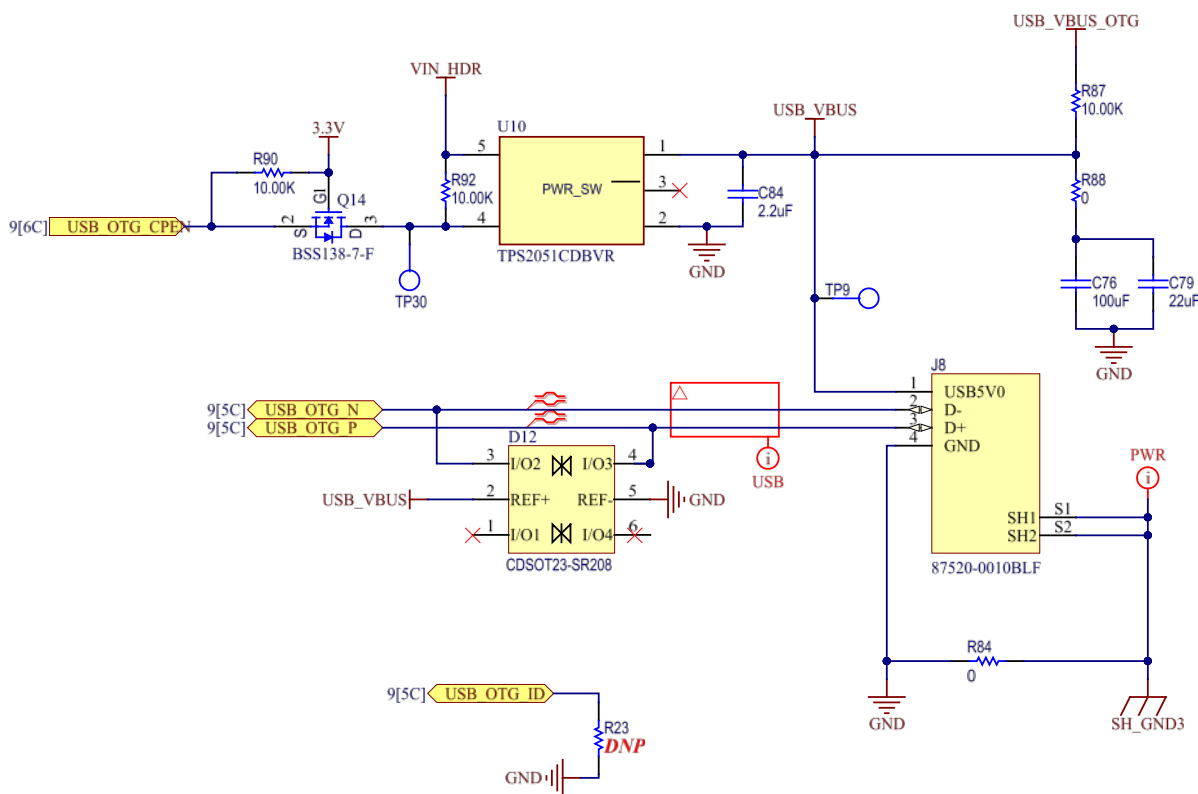 USB_VBUS_OTG
VIN_HDR
R87
10.00K
USB_VBUS
U10
3.3V
5
1
R90
10.00K
R92
10.00K
PWR_SW
3
C84
2.2uF
R88
0
G1
Q14
9[6C]
USB_OTG_CPEN
2
S
3
D
4
2
BSS138-7-F
TPS2051CDBVR
GND
TP30
TP9
C76
100uF
C79
22uF
GND
J8
1
USB5V0
9[5C]
USB_OTG_N
2
D-
9[5C]
USB_OTG_P
3
D+
D12
4
GND
3
I/O2
I/O3
4
i
USB
PWR
i
USB_VBUS
2
REF+
REF-
5
GND
1
I/O1
I/O4
6
SH1
S1
SH2
S2
CDSOT23-SR208
87520-0010BLF
R84
0
9[5C]
USB_OTG_ID
GND
SH_GND3
R23
DNP
GND